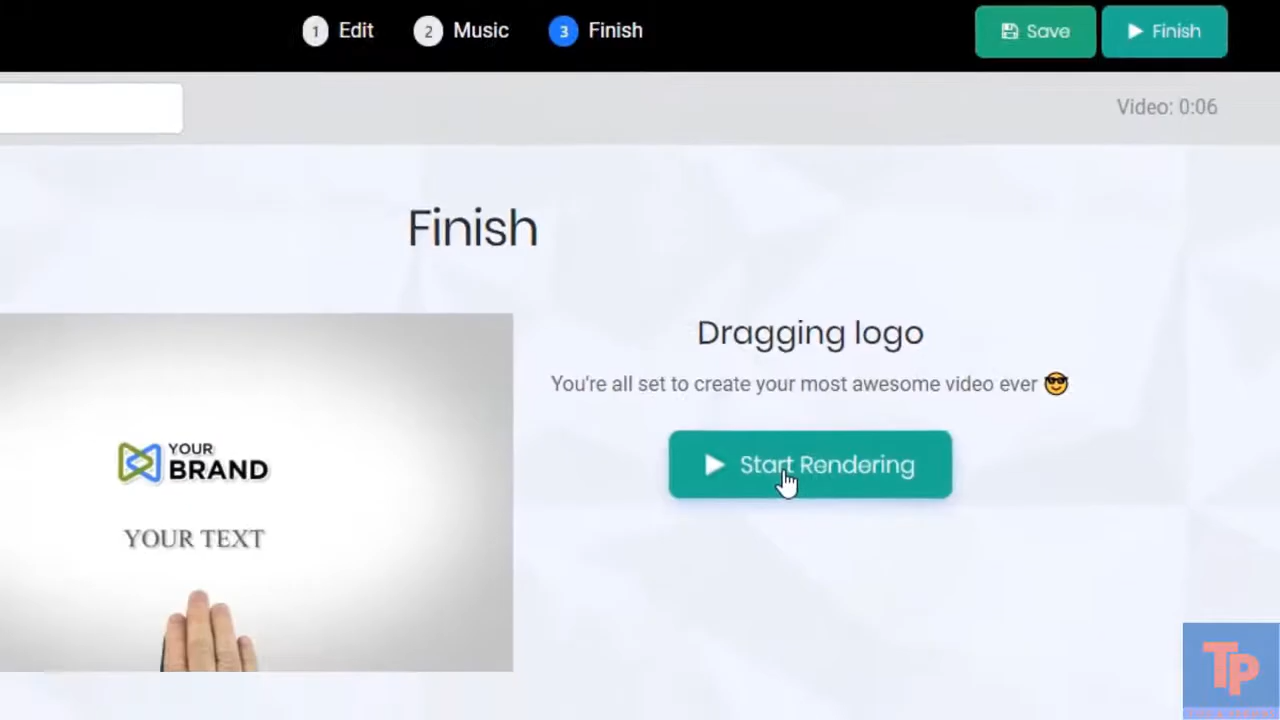 1 Edit 2 Music 3 Finish Save Finish
Video: 0:06
Finish
Dragging logo
You're all set to create your most awesome video ever 😎
Start Rendering
YOUR
BRAND
YOUR TEXT
TP